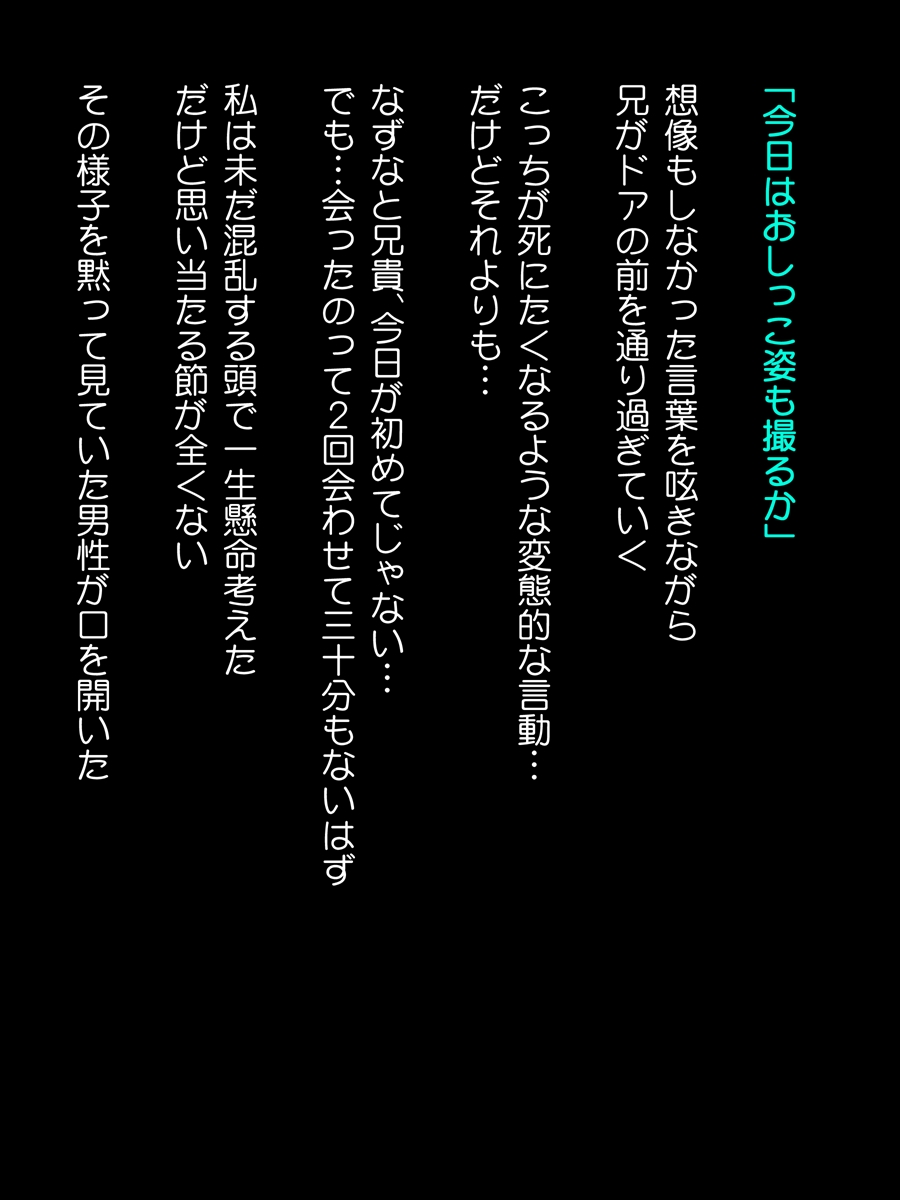 「今日はおしっこ姿も撮るか」
想像もしなかった言葉を呟きながら
兄がドアの前を通り過ぎていく
こっちが死にたくなるような変態的な言動…
だけどそれよりも…
なずなと兄貴、今日が初めてじゃない…
でも…会ったのって２回会わせて三十分もないはず
私は未だ混乱する頭で一生懸命考えた
だけど思い当たる節が全くない
その様子を黙って見ていた男性が口を開いた